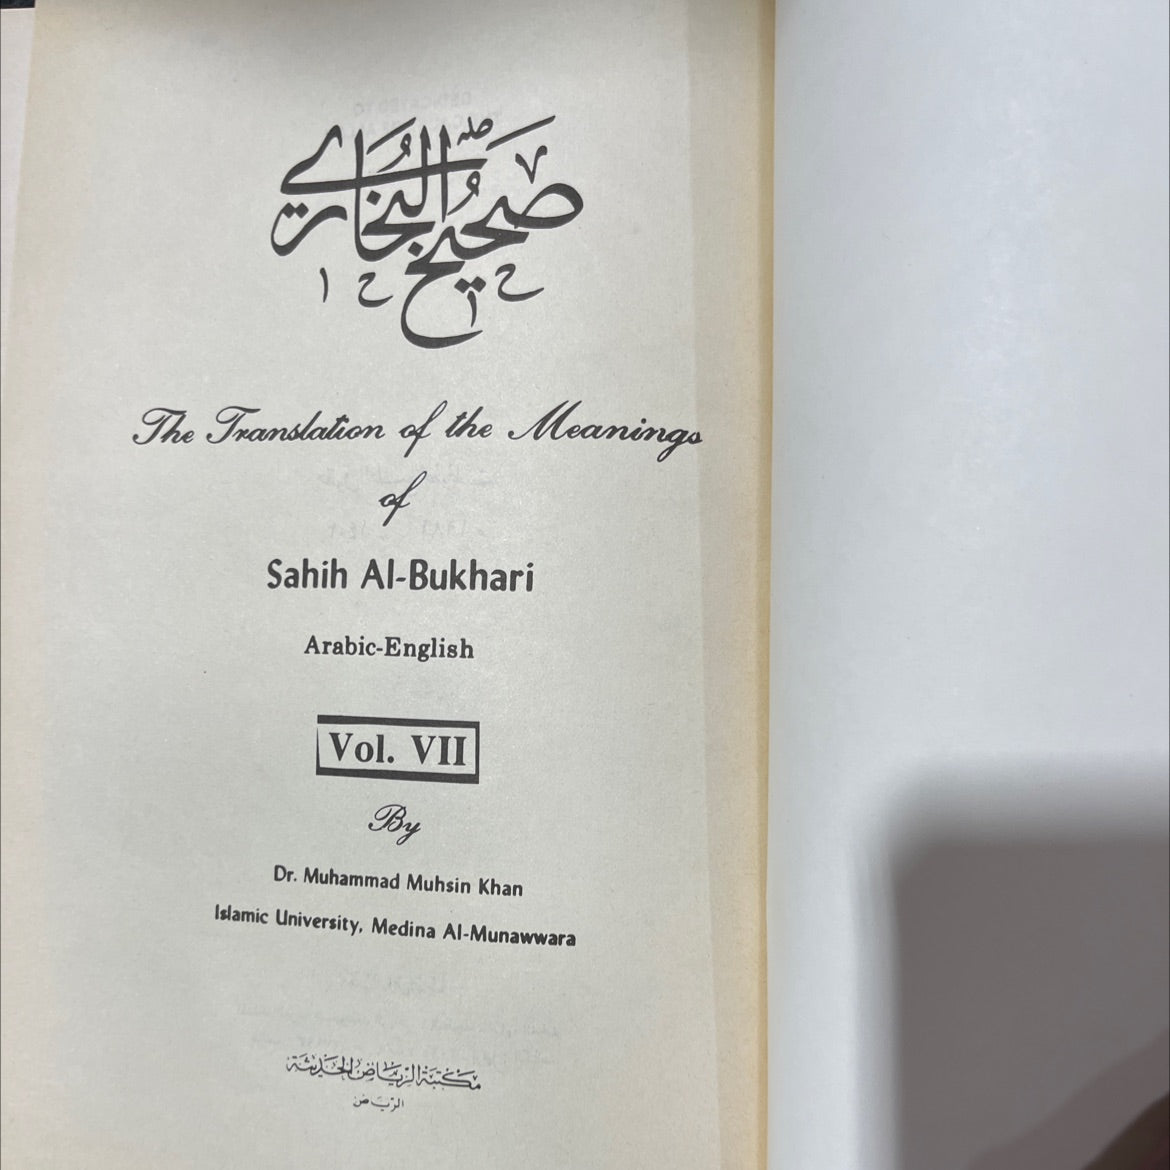 صحيح البخاري
The Translation of the Meanings
of
Sahih Al-Bukhari
Arabic-English
Vol. VII
By
Dr. Muhammad Muhsin Khan
Islamic University, Medina Al-Munawwara
مكتبة الرياض الحديثة
الرياض